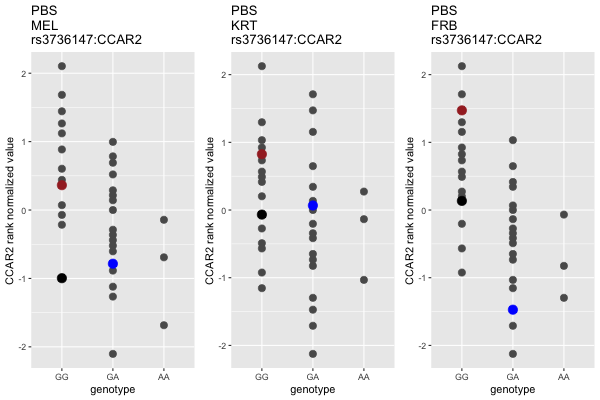 PBS
MEL
rs3736147:CCAR2
CCAR2 rank normalized value
2
1
0
-1
-2
GG GA AA
genotype
PBS
KRT
rs3736147:CCAR2
CCAR2 rank normalized value
2
1
0
-1
-2
GG GA AA
genotype
PBS
FRB
rs3736147:CCAR2
CCAR2 rank normalized value
2
1
0
-1
-2
GG GA AA
genotype